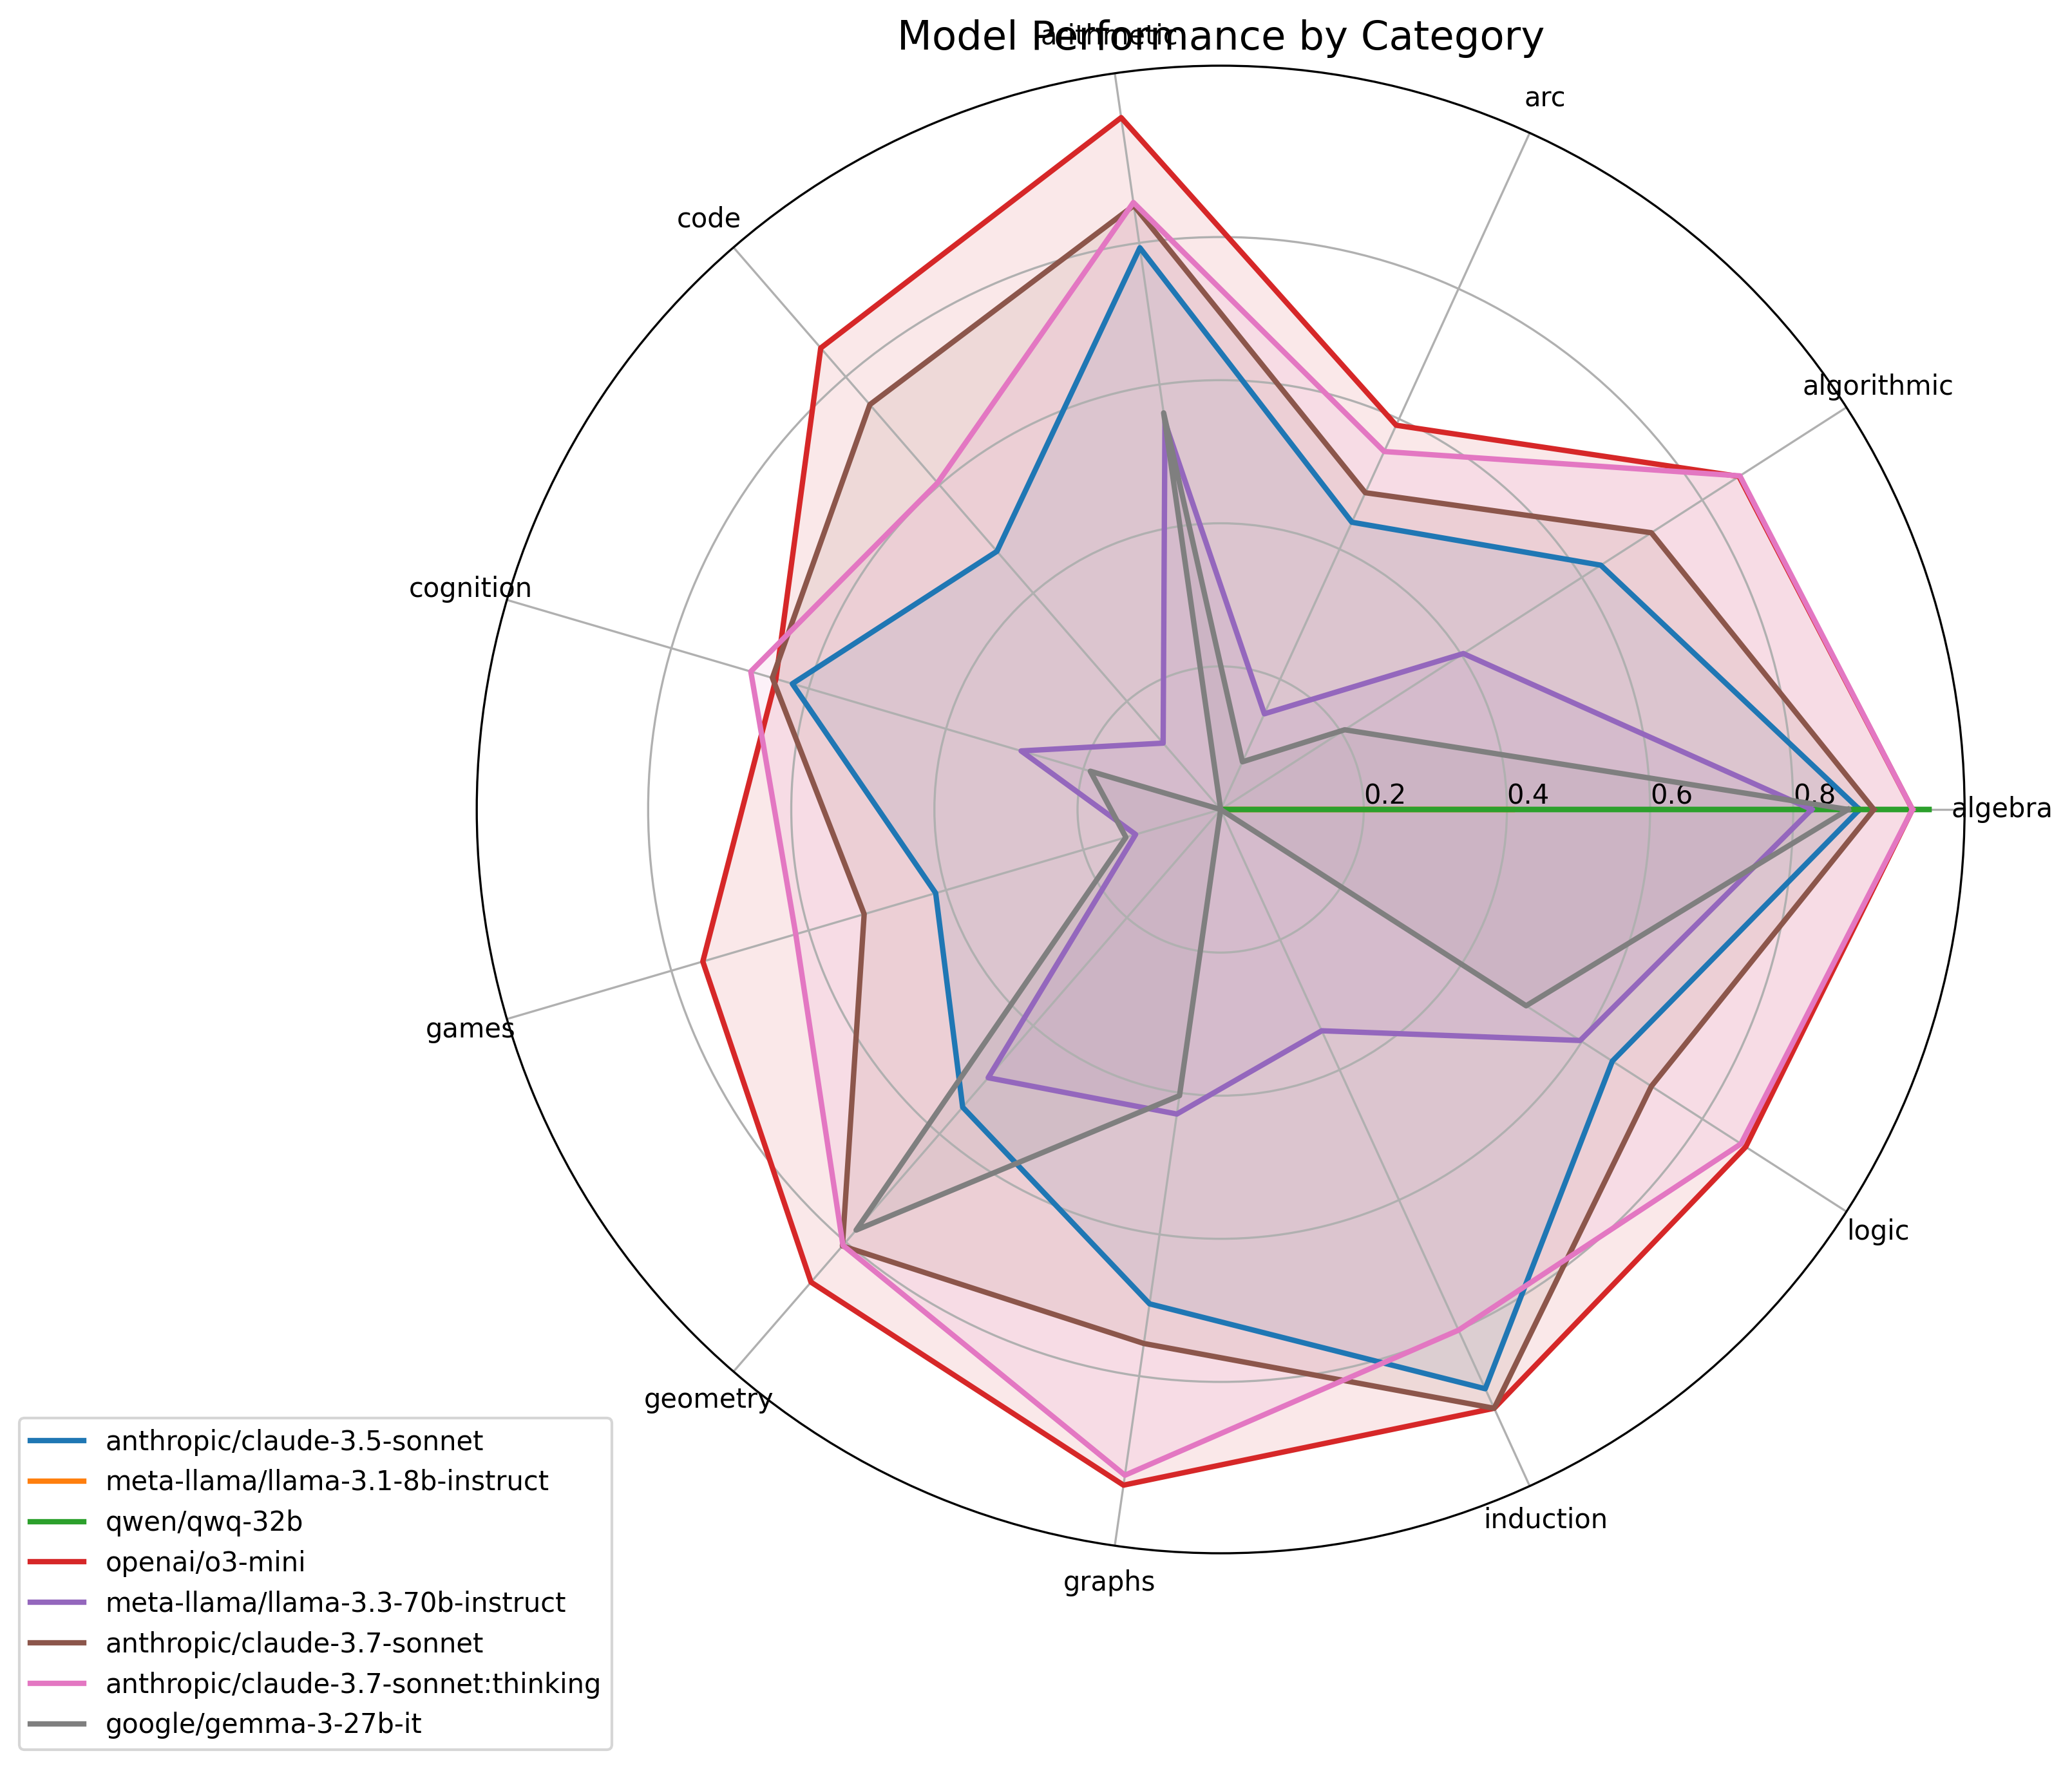 Model Performance by Category
arithmetic
arc
code
algorithmic
cognition
0.2
0.4
0.6
0.8
algebra
games
logic
geometry
induction
graphs
anthropic/claude-3.5-sonnet
meta-llama/llama-3.1-8b-instruct
qwen/qwq-32b
openai/o3-mini
meta-llama/llama-3.3-70b-instruct
anthropic/claude-3.7-sonnet
anthropic/claude-3.7-sonnet:thinking
google/gemma-3-27b-it